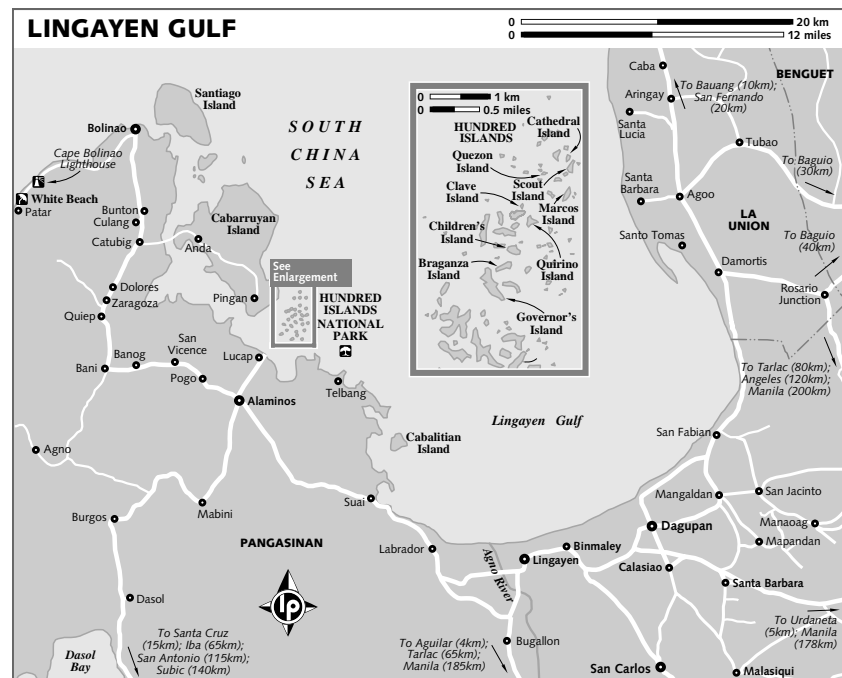 LINGAYEN GULF
0 20 km
0 12 miles
BENGUET
Caba
To Bauang (10km);
San Fernando
(20km)
Aringay
Santa
Lucia
Tubao
To Baguio
(30km)
Santa
Barbara
Agoo
LA
UNION
Santo Tomas
To Baguio
(40km)
Damortis
Rosario
Junction
To Tarlac (80km);
Angeles (120km);
Manila (200km)
0 1 km
0 0.5 miles
HUNDRED
ISLANDS
Cathedral
Island
Quezon
Island
Scout
Island
Clave
Island
Marcos
Island
Children's
Island
Quirino
Island
Braganza
Island
Governor's
Island
Santiago
Island
SOUTH
CHINA
SEA
Bolinao
Cape Bolinao
Lighthouse
White Beach
Patar
Bunton
Culang
Catubig
Cabarruyan
Island
Anda
See
Enlargement
Pingan
HUNDRED
ISLANDS
NATIONAL
PARK
Dolores
Zaragoza
Quiep
San
Vicence
Banog
Bani
Pogo
Lucap
Telbang
Alaminos
Cabalitian
Island
Lingayen Gulf
Agno
Suai
Mabini
Burgos
PANGASINAN
Labrador
Agno River
Lingayen
Binmaley
San Fabian
Mangaldan
San Jacinto
Dagupan
Manaoag
Mapandan
Calasiao
Santa Barbara
To Urdaneta
(5km); Manila
(178km)
San Carlos
Malasiqui
Bugallon
To Aguilar (4km);
Tarlac (65km);
Manila (185km)
lp
Dasol
To Santa Cruz
(15km); Iba (65km);
San Antonio (115km);
Subic (140km)
Dasol
Bay